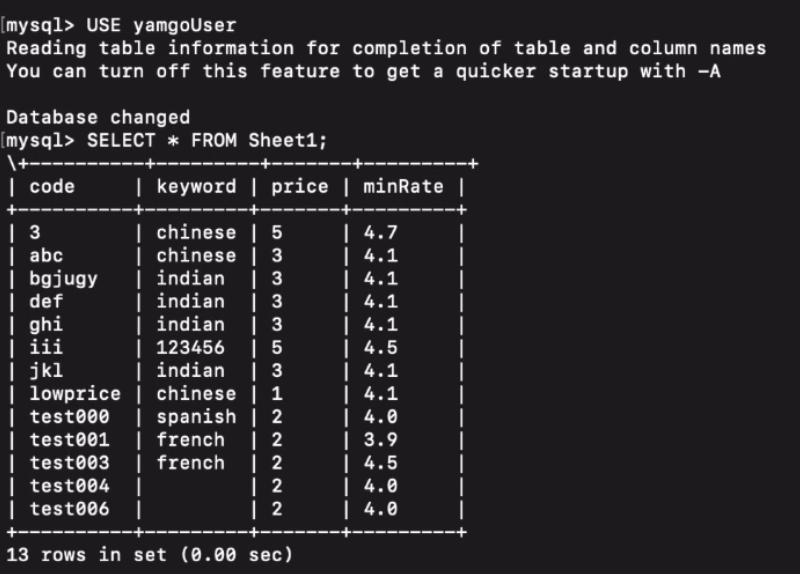 [mysql> USE yamgoUser
Reading table information for completion of table and column names
You can turn off this feature to get a quicker startup with -A

Database changed
[mysql> SELECT * FROM Sheet1;
\+----------+---------+-------+---------+
| code     | keyword | price | minRate |
+----------+---------+-------+---------+
| 3        | chinese | 5     | 4.7     |
| abc      | chinese | 3     | 4.1     |
| bgjugy   | indian  | 3     | 4.1     |
| def      | indian  | 3     | 4.1     |
| ghi      | indian  | 3     | 4.1     |
| iii      | 123456  | 5     | 4.5     |
| jkl      | indian  | 3     | 4.1     |
| lowprice | chinese | 1     | 4.1     |
| test000  | spanish | 2     | 4.0     |
| test001  | french  | 2     | 3.9     |
| test003  | french  | 2     | 4.5     |
| test004  |         | 2     | 4.0     |
| test006  |         | 2     | 4.0     |
+----------+---------+-------+---------+
13 rows in set (0.00 sec)